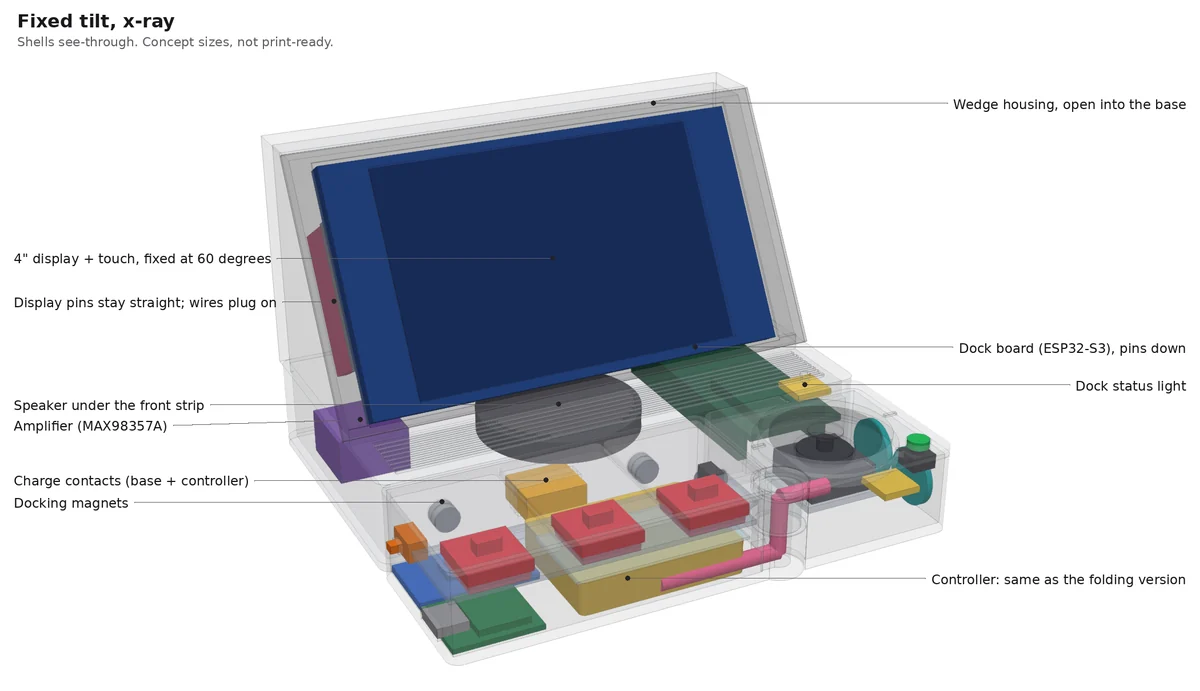 Fixed tilt, x-ray
Shells see-through. Concept sizes, not print-ready.
Wedge housing, open into the base
4" display + touch, fixed at 60 degrees
Display pins stay straight; wires plug on
Dock board (ESP32-S3), pins down
Dock status light
Speaker under the front strip
Amplifier (MAX98357A)
Charge contacts (base + controller)
Docking magnets
Controller: same as the folding version